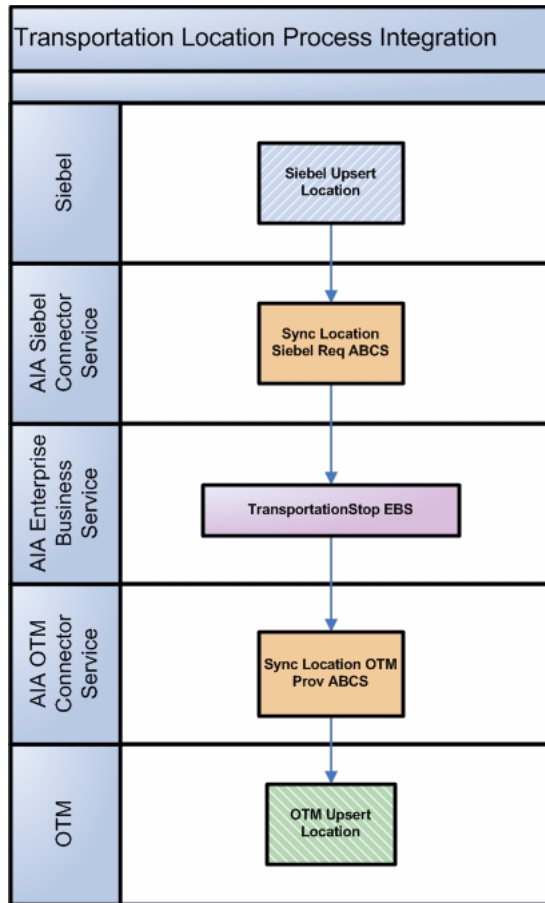 Transportation Location Process Integration
Siebel
Siebel Upsert
Location
AIA Siebel
Connector
Service
Sync Location
Siebel Req ABCS
AIA Enterprise
Business
Service
TransportationStop EBS
AIA OTM
Connector
Service
Sync Location OTM
Prov ABCS
OTM
OTM Upsert
Location